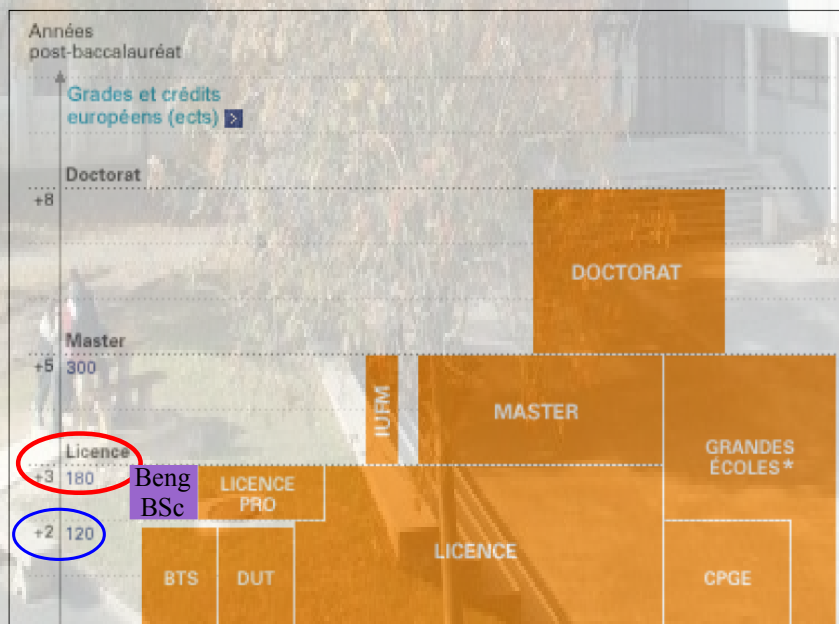 Années
post-baccalauréat
Grades et crédits
européens (ects)
Doctorat
+8
DOCTORAT
Master
+5 300
IUFM
MASTER
GRANDES
ÉCOLES*
Licence
+3 180
Beng
BSc
LICENCE
PRO
+2 120
LICENCE
BTS
DUT
CPGE